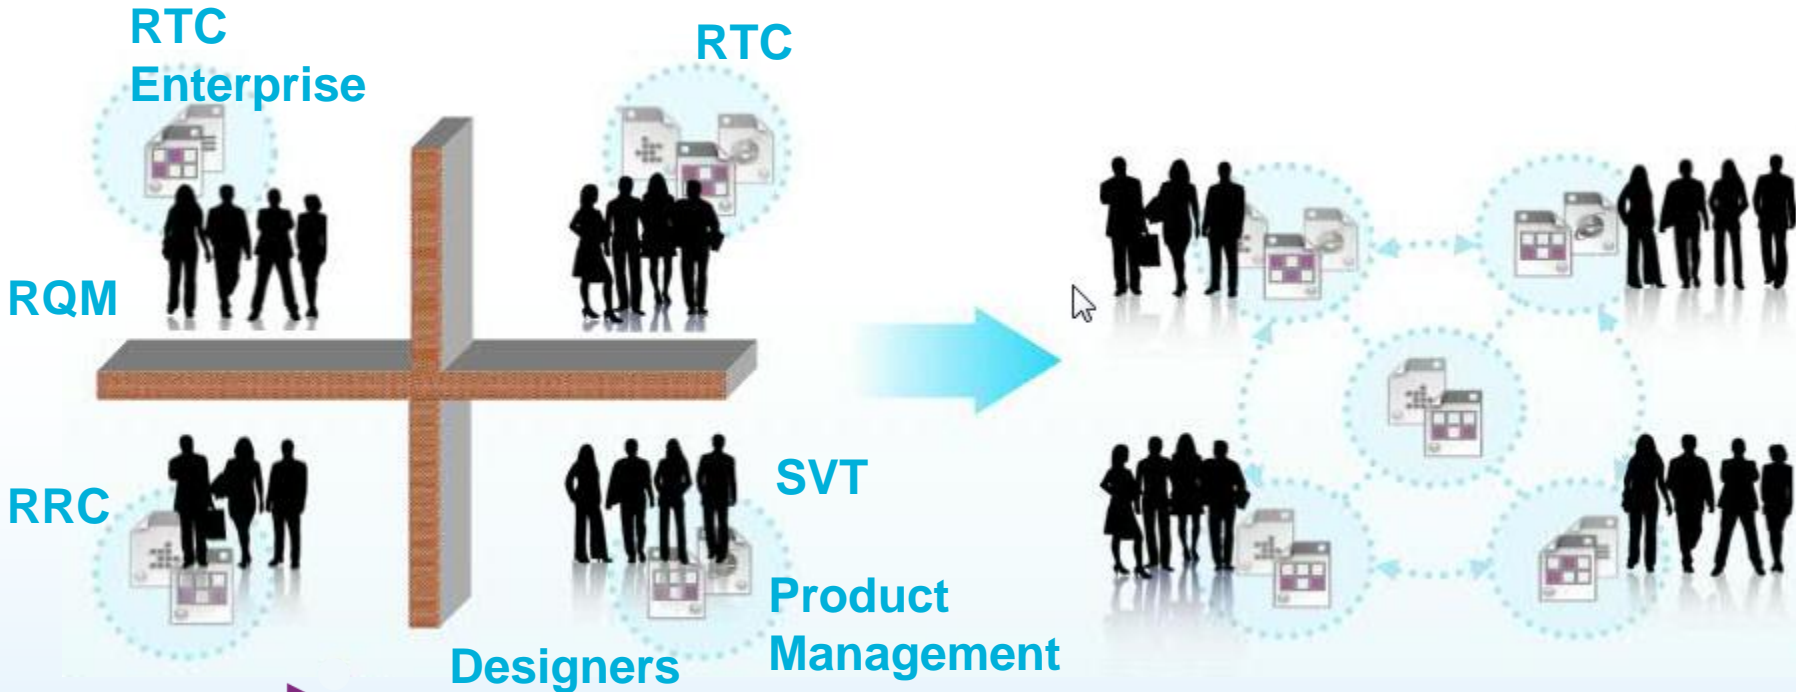 RTC
Enterprise
RTC
RQM
RRC
SVT
Product
Management
Designers